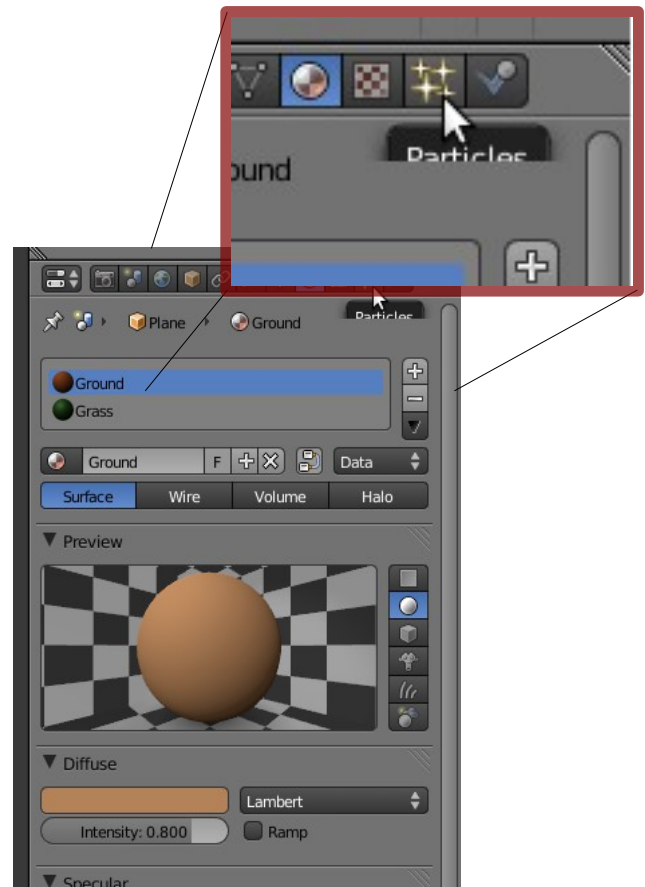 Particles
ound
Plane
Ground
Particles
Ground
Grass
Ground
F
Data
Surface
Wire
Volume
Halo
Preview
Diffuse
Lambert
Intensity: 0.800
Ramp
Specular